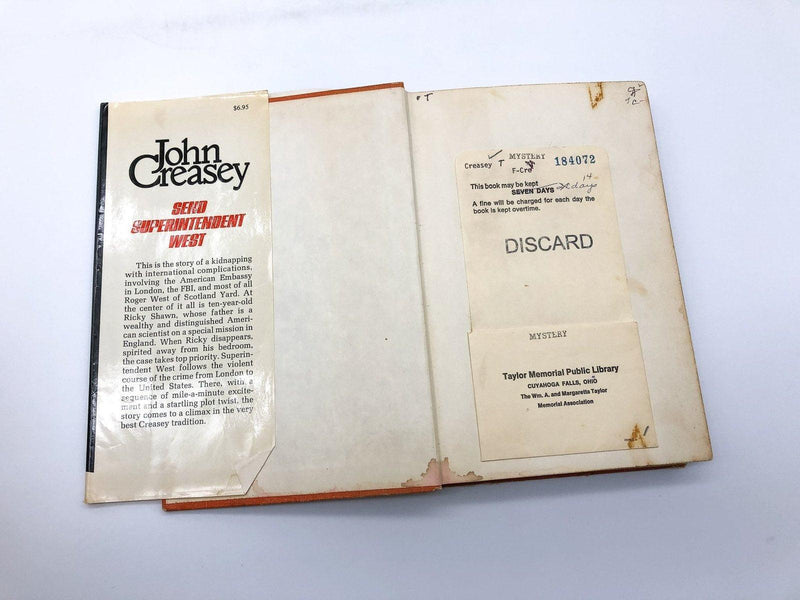 $6.95
John
Creasey
SEND
SUPERINTENDENT
WEST
This is the story of a kidnapping
with international complications,
involving the American Embassy
in London, the FBI, and most of all
Roger West of Scotland Yard. At
the center of it all is ten-year-old
Ricky Shawn, whose father is a
wealthy and distinguished Ameri-
can scientist on a special mission in
England. When Ricky disappears,
spirited away from his bedroom,
the case takes top priority. Superin-
tendent West follows the violent
course of the crime from London to
the United States. There, with a
sequence of mile-a-minute excite-
ment and a startling plot twist, the
story comes to a climax in the very
best Creasey tradition.
T
MYSTERY
Creasey T 184072
F-Cre
This book may be kept 14
SEVEN DAYS days
A fine will be charged for each day the
book is kept overtime.
DISCARD
MYSTERY
Taylor Memorial Public Library
CUYAHOGA FALLS, OHIO
The Wm. A. and Margaretta Taylor
Memorial Association